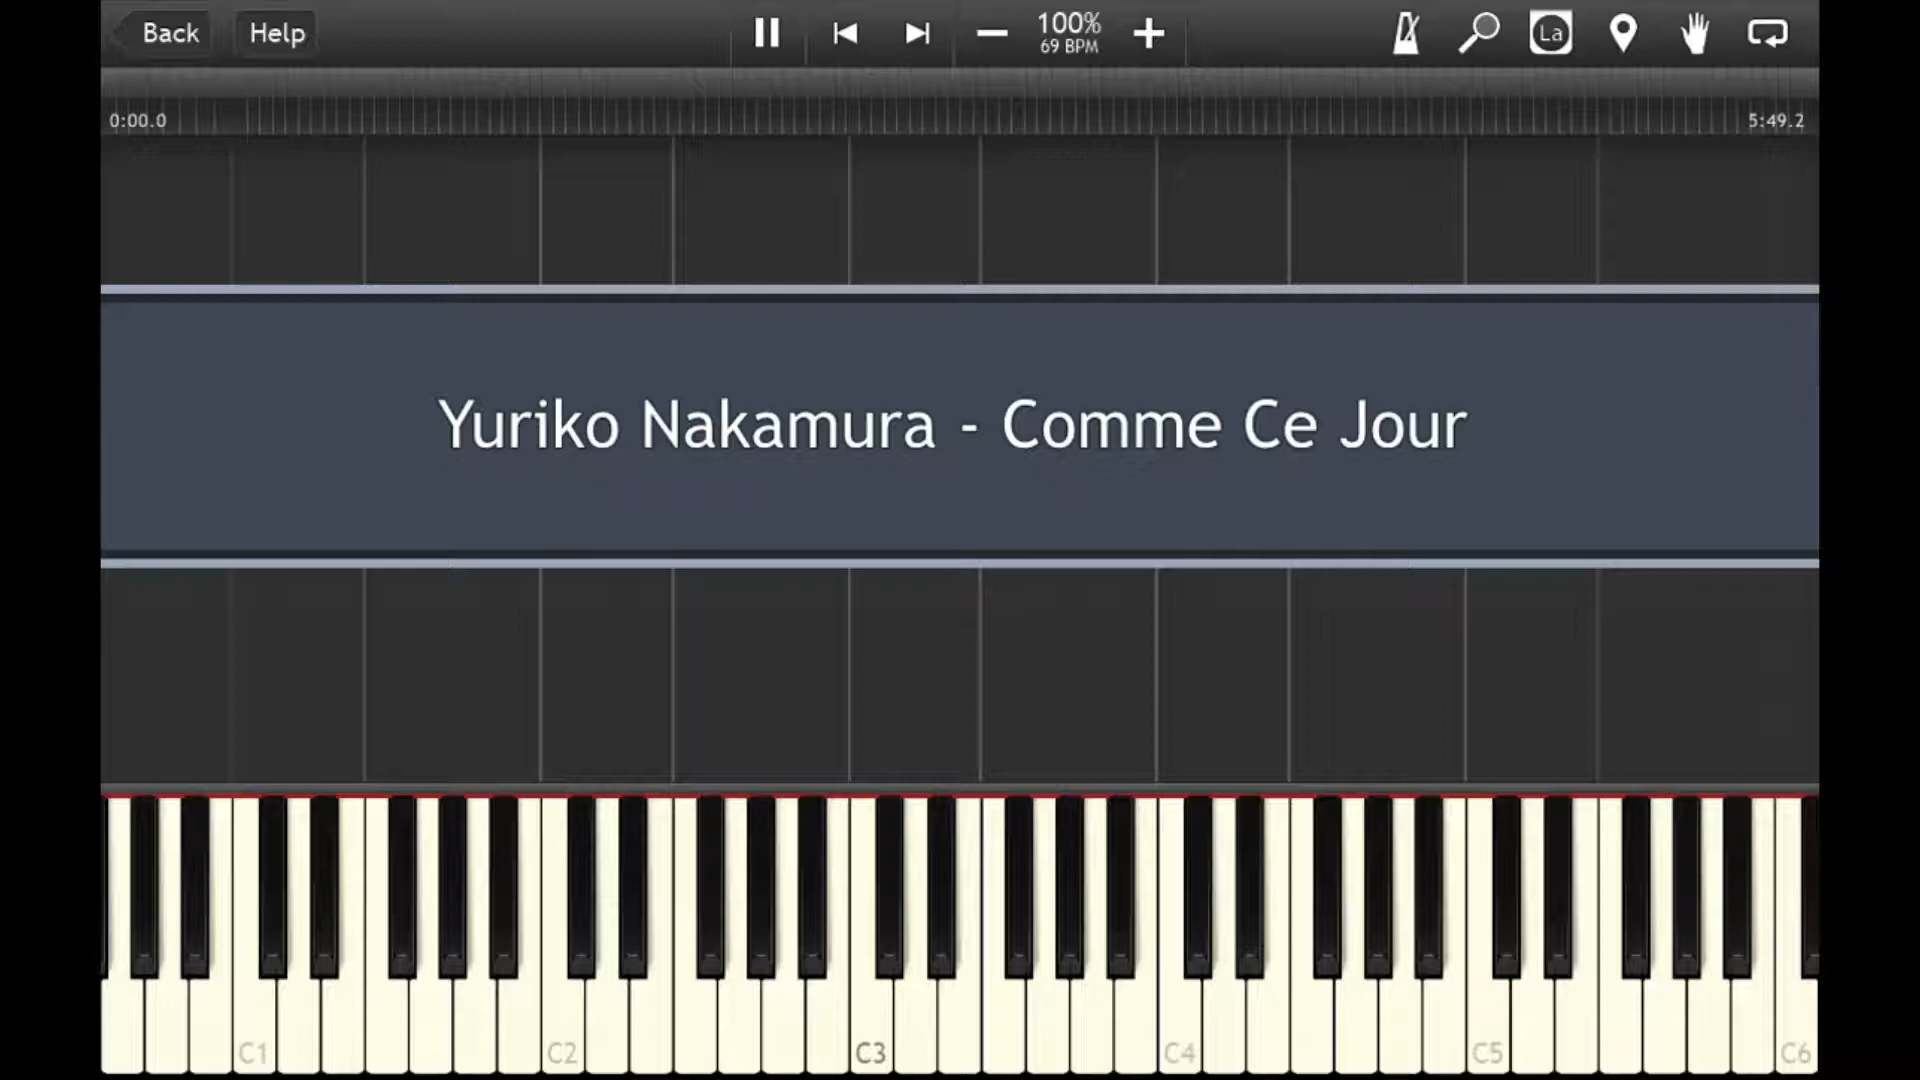 Back Help 100% La
69 BPM
0:00.0 5:49.2
Yuriko Nakamura - Comme Ce Jour
C1 C2 C3 C4 C5 C6